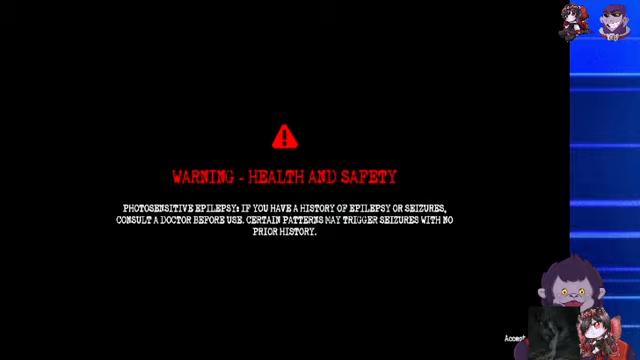 WARNING - HEALTH AND SAFETY
PHOTOSENSITIVE EPILEPSY: IF YOU HAVE A HISTORY OF EPILEPSY OR SEIZURES,
CONSULT A DOCTOR BEFORE USE. CERTAIN PATTERNS MAY TRIGGER SEIZURES WITH NO
PRIOR HISTORY.
Accept